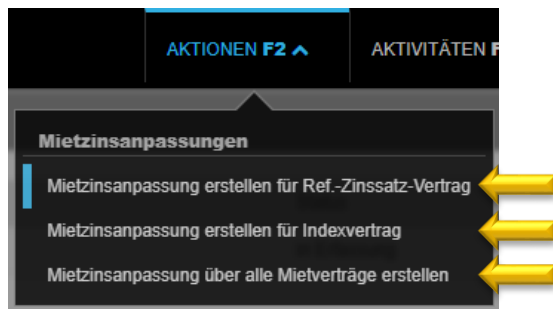 AKTIONEN F2 AKTIVITÄTEN
Mietzinsanpassungen
Mietzinsanpassung erstellen für Ref.-Zinssatz-Vertrag
Mietzinsanpassung erstellen für Indexvertrag
Mietzinsanpassung über alle Mietverträge erstellen